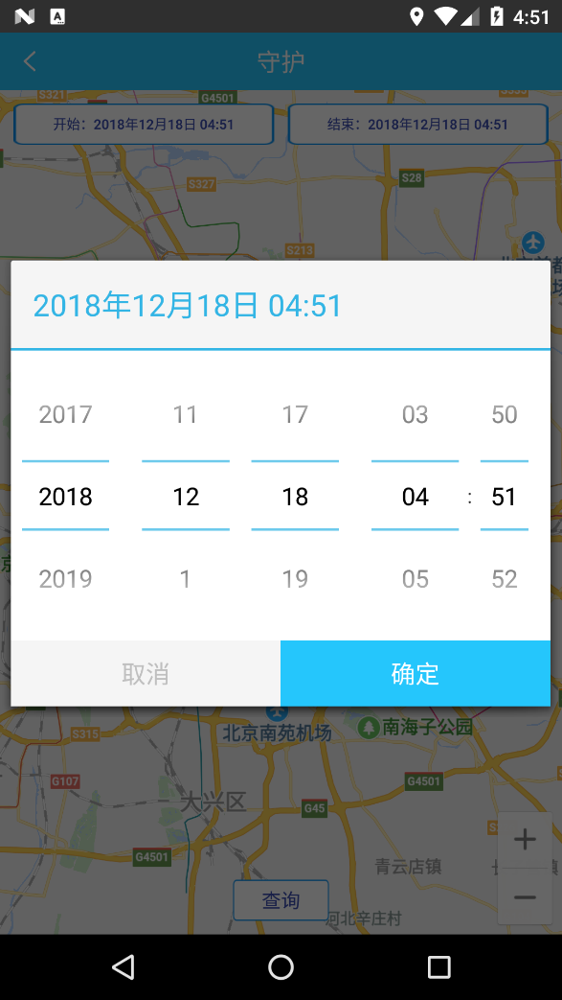 4:51
守护
S321
G4501
开始：2018年12月18日 04:51
结束：2018年12月18日 04:51
S327
S28
S213
2018年12月18日 04:51
2017 11 17 03 50
2018 12 18 04 : 51
2019 1 19 05 52
取消 确定
S315
北京南苑机场
南海子公园
G107
G4501
大兴区
G45
G4501
青云店镇
+
查询
−
河北辛庄村